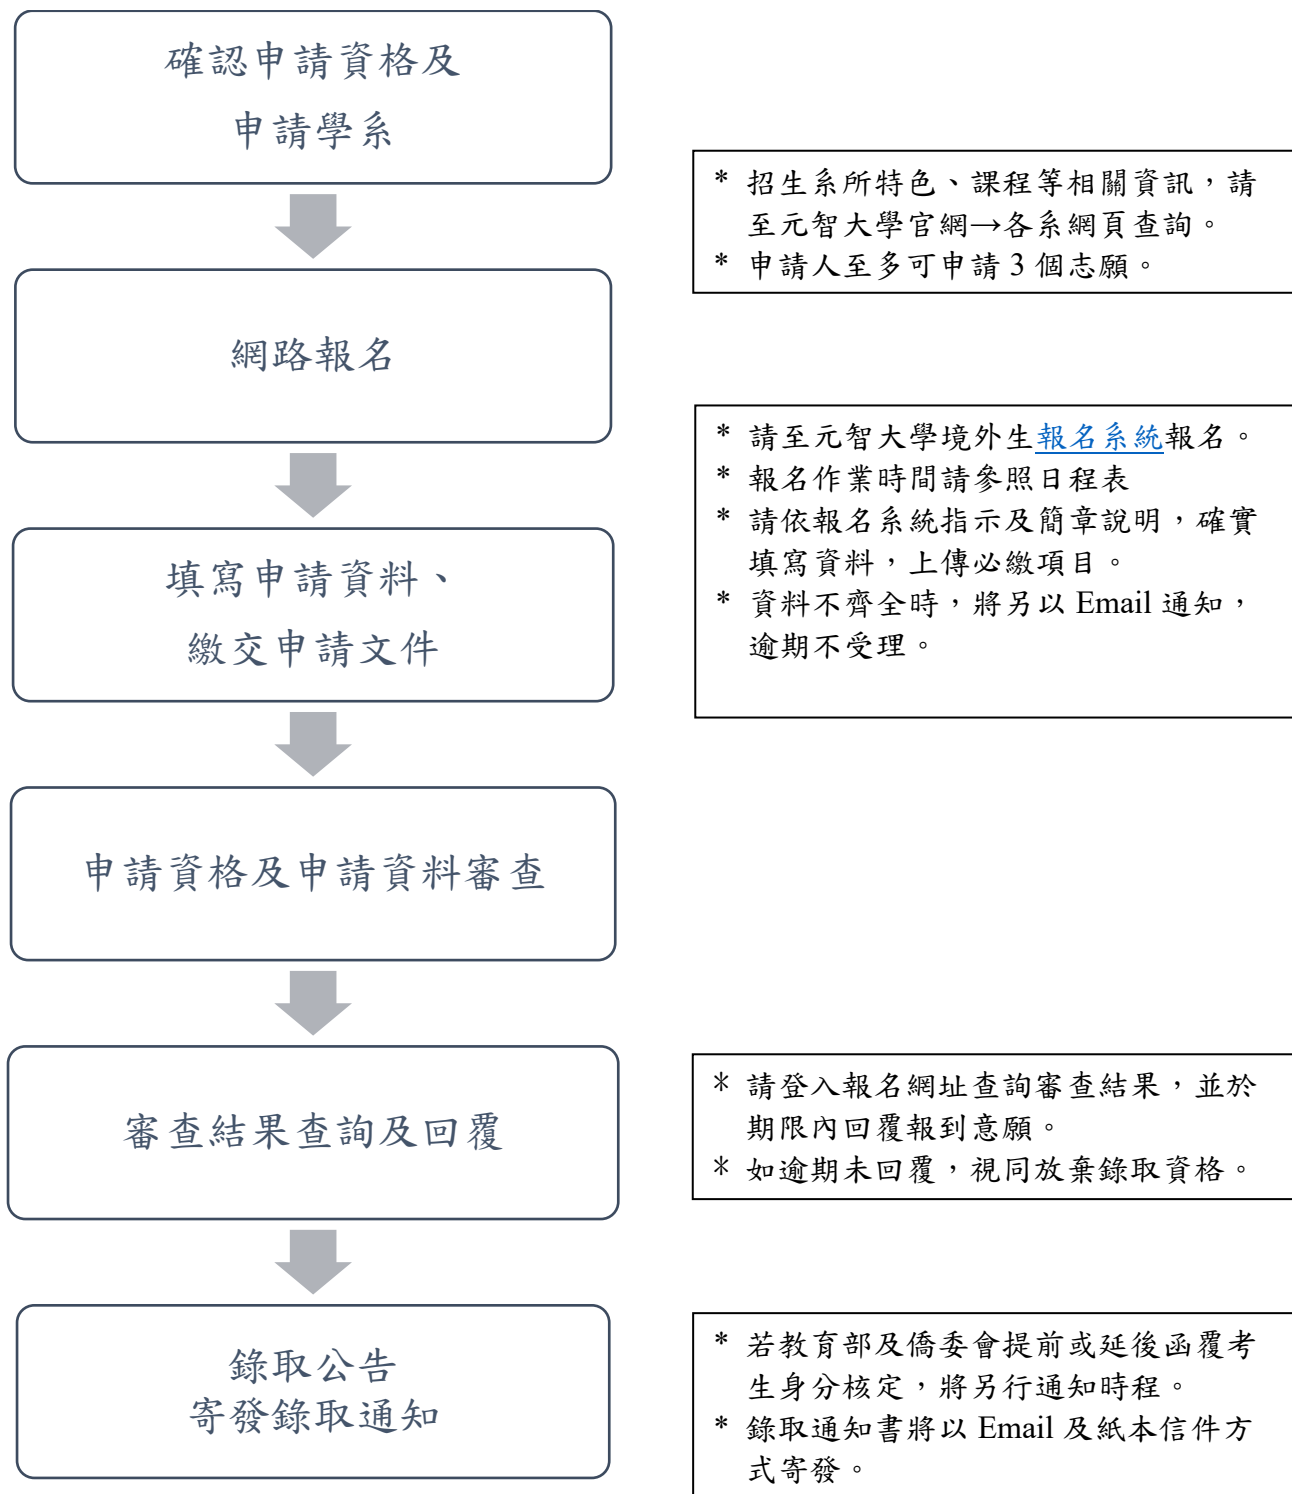 確認申請資格及
申請學系
* 招生系所特色、課程等相關資訊，請
至元智大學官網→各系網頁查詢。
* 申請人至多可申請 3 個志願。
網路報名
* 請至元智大學境外生報名系統報名。
* 報名作業時間請參照日程表
* 請依報名系統指示及簡章說明，確實
填寫資料，上傳必繳項目。
* 資料不齊全時，將另以 Email 通知，
逾期不受理。
填寫申請資料、
繳交申請文件
申請資格及申請資料審查
審查結果查詢及回覆
* 請登入報名網址查詢審查結果，並於
期限內回覆報到意願。
* 如逾期未回覆，視同放棄錄取資格。
錄取公告
寄發錄取通知
* 若教育部及僑委會提前或延後函覆考
生身分核定，將另行通知時程。
* 錄取通知書將以 Email 及紙本信件方
式寄發。